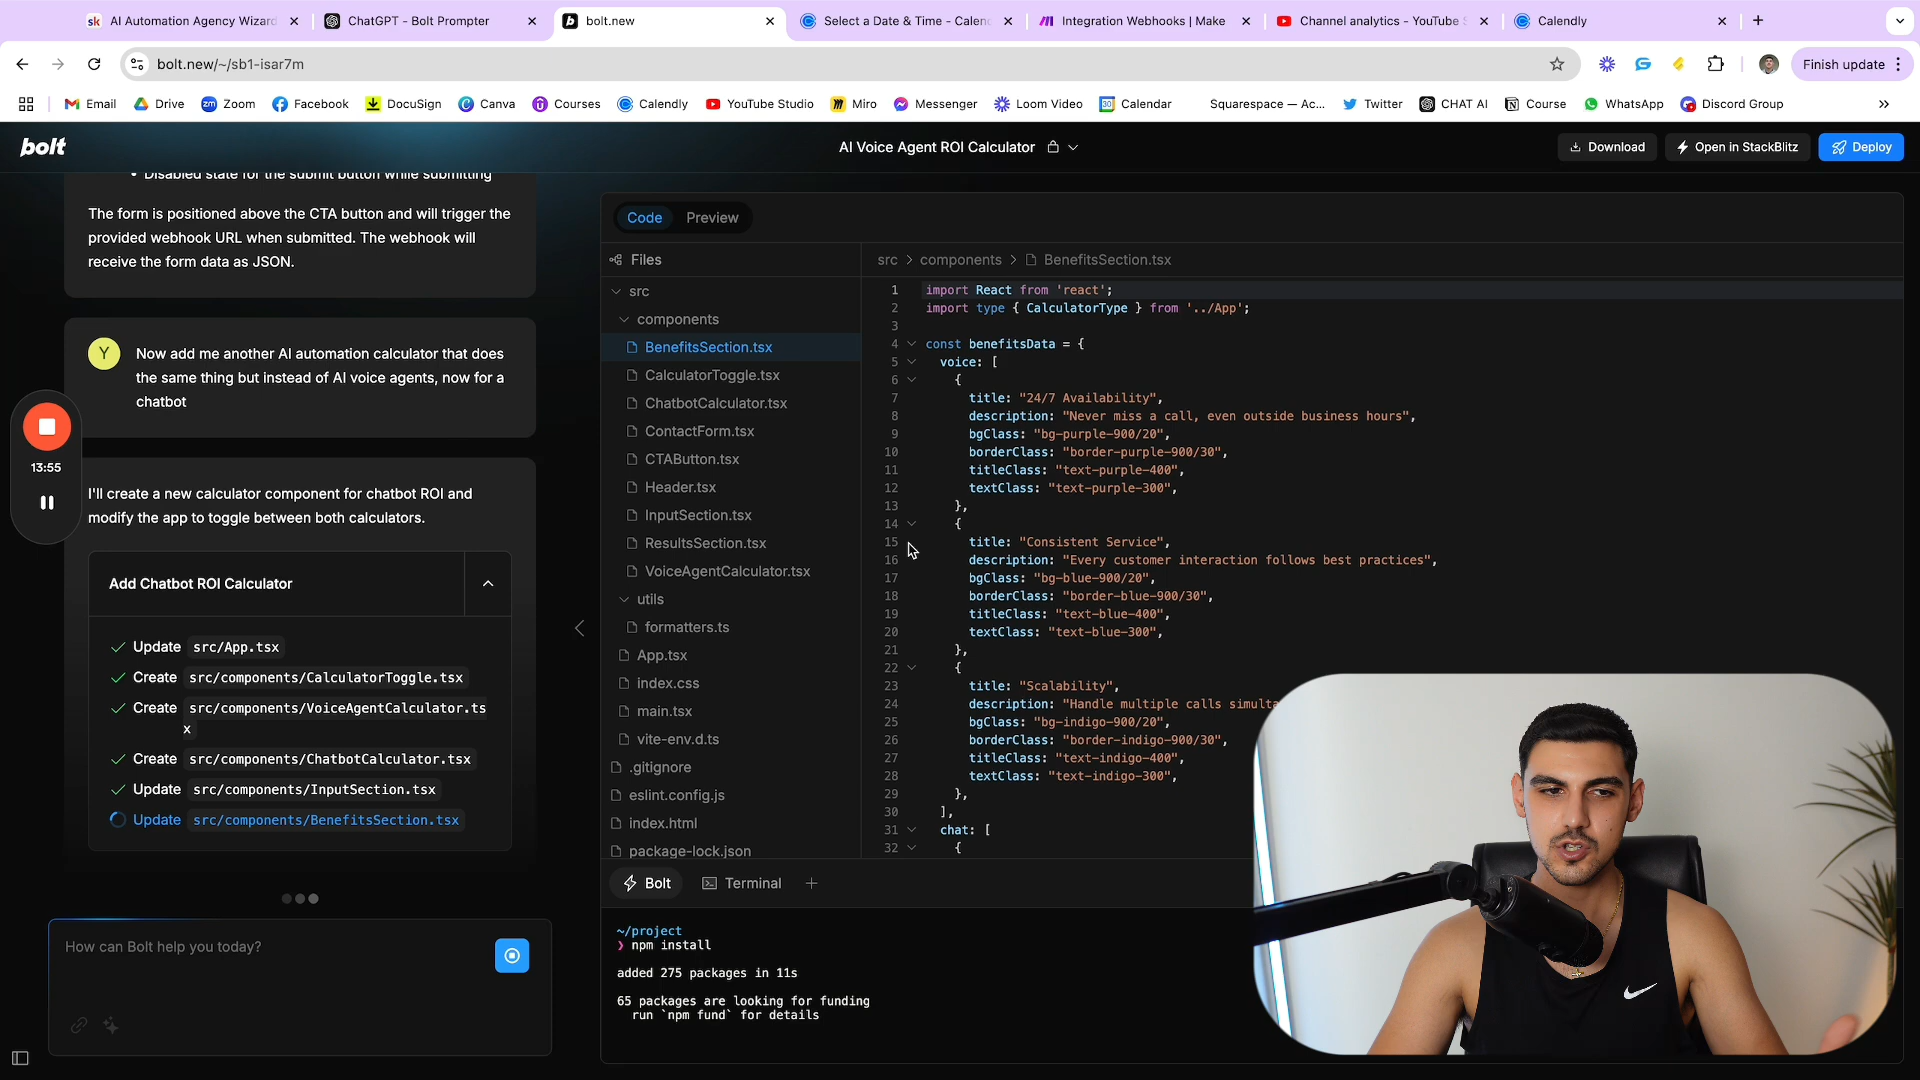 AI Automation Agency Wizard
ChatGPT - Bolt Prompter
bolt.new
Select a Date & Time - Calen
Integration Webhooks | Make
Channel analytics - YouTube S
Calendly
bolt.new/~/sb1-isar7m
Finish update
Email
Drive
Zoom
Facebook
DocuSign
Canva
Courses
Calendly
YouTube Studio
Miro
Messenger
Loom Video
Calendar
Squarespace — Ac...
Twitter
CHAT AI
Course
WhatsApp
Discord Group
bolt
AI Voice Agent ROI Calculator
Download
Open in StackBlitz
Deploy
• Disabled state for the submit button while submitting
The form is positioned above the CTA button and will trigger the
provided webhook URL when submitted. The webhook will
receive the form data as JSON.
Y
Now add me another AI automation calculator that does
the same thing but instead of AI voice agents, now for a
chatbot
13:55
I'll create a new calculator component for chatbot ROI and
modify the app to toggle between both calculators.
Add Chatbot ROI Calculator
Update src/App.tsx
Create src/components/CalculatorToggle.tsx
Create src/components/VoiceAgentCalculator.ts
x
Create src/components/ChatbotCalculator.tsx
Update src/components/InputSection.tsx
Update src/components/BenefitsSection.tsx
How can Bolt help you today?
Code
Preview
Files
src
components
BenefitsSection.tsx
CalculatorToggle.tsx
ChatbotCalculator.tsx
ContactForm.tsx
CTAButton.tsx
Header.tsx
InputSection.tsx
ResultsSection.tsx
VoiceAgentCalculator.tsx
utils
formatters.ts
App.tsx
index.css
main.tsx
vite-env.d.ts
.gitignore
eslint.config.js
index.html
package-lock.json
src > components > BenefitsSection.tsx
1 import React from 'react';
2 import type { CalculatorType } from '../App';
3
4 const benefitsData = {
5 voice: [
6 {
7 title: "24/7 Availability",
8 description: "Never miss a call, even outside business hours",
9 bgClass: "bg-purple-900/20",
10 borderClass: "border-purple-900/30",
11 titleClass: "text-purple-400",
12 textClass: "text-purple-300",
13 },
14 {
15 title: "Consistent Service",
16 description: "Every customer interaction follows best practices",
17 bgClass: "bg-blue-900/20",
18 borderClass: "border-blue-900/30",
19 titleClass: "text-blue-400",
20 textClass: "text-blue-300",
21 },
22 {
23 title: "Scalability",
24 description: "Handle multiple calls simulta
25 bgClass: "bg-indigo-900/20",
26 borderClass: "border-indigo-900/30",
27 titleClass: "text-indigo-400",
28 textClass: "text-indigo-300",
29 },
30 ],
31 chat: [
32 {
Bolt
Terminal
~/project
❯ npm install
added 275 packages in 11s
65 packages are looking for funding
run `npm fund` for details